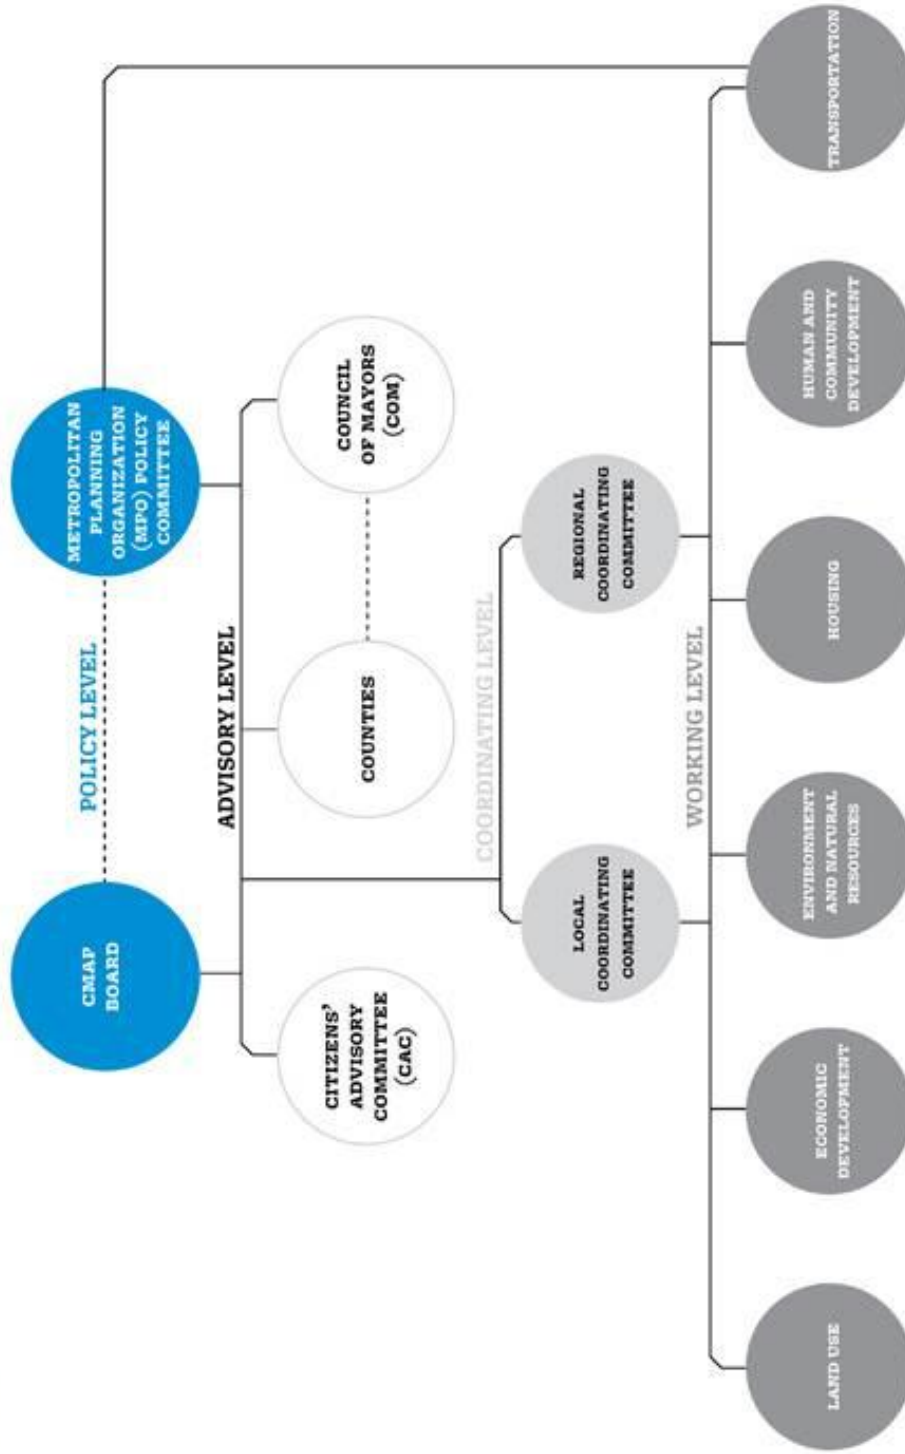 POLICY LEVEL
CMAP
BOARD
METROPOLITAN
PLANNING
ORGANIZATION
(MPO) POLICY
COMMITTEE
ADVISORY LEVEL
CITIZENS’
ADVISORY
COMMITTEE
(CAC)
COUNTIES
COUNCIL
OF MAYORS
(COM)
COORDINATING LEVEL
LOCAL
COORDINATING
COMMITTEE
REGIONAL
COORDINATING
COMMITTEE
WORKING LEVEL
LAND USE
ECONOMIC
DEVELOPMENT
ENVIRONMENT
AND NATURAL
RESOURCES
HOUSING
HUMAN AND
COMMUNITY
DEVELOPMENT
TRANSPORTATION